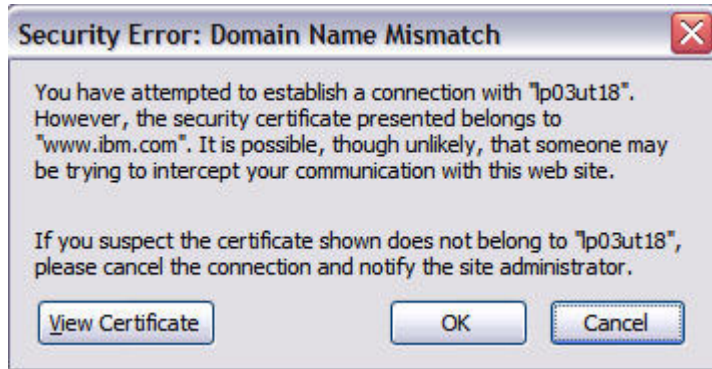 Security Error: Domain Name Mismatch
You have attempted to establish a connection with "lp03ut18".
However, the security certificate presented belongs to
"www.ibm.com". It is possible, though unlikely, that someone may
be trying to intercept your communication with this web site.
If you suspect the certificate shown does not belong to "lp03ut18",
please cancel the connection and notify the site administrator.
View Certificate OK Cancel